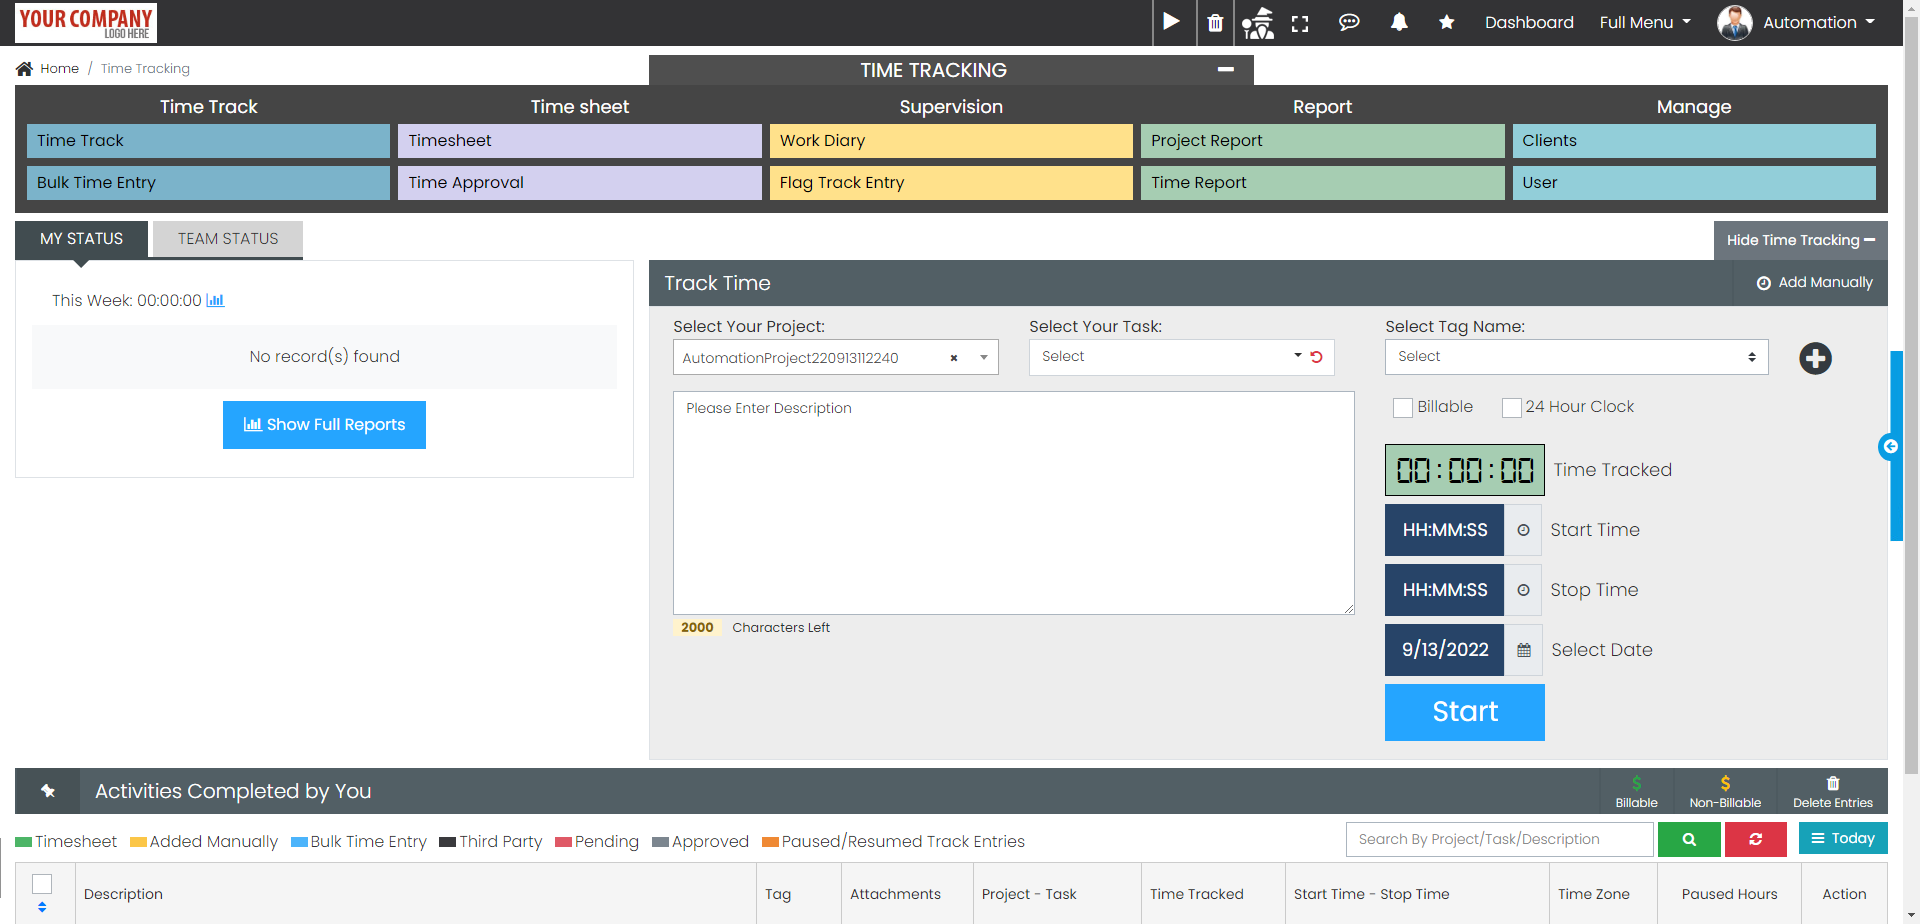 YOUR COMPANY
LOGO HERE
Dashboard
Full Menu
Automation
Home / Time Tracking
TIME TRACKING
Time Track
Time sheet
Supervision
Report
Manage
Time Track
Timesheet
Work Diary
Project Report
Clients
Bulk Time Entry
Time Approval
Flag Track Entry
Time Report
User
MY STATUS
TEAM STATUS
Hide Time Tracking
This Week: 00:00:00
No record(s) found
Show Full Reports
Track Time
Add Manually
Select Your Project:
Select Your Task:
Select Tag Name:
AutomationProject220913112240
Select
Select
Please Enter Description
Billable
24 Hour Clock
00:00:00 Time Tracked
HH:MM:SS Start Time
HH:MM:SS Stop Time
9/13/2022 Select Date
Start
2000 Characters Left
Activities Completed by You
Billable
Non-Billable
Delete Entries
Timesheet
Added Manually
Bulk Time Entry
Third Party
Pending
Approved
Paused/Resumed Track Entries
Search By Project/Task/Description
Today
Description
Tag
Attachments
Project - Task
Time Tracked
Start Time - Stop Time
Time Zone
Paused Hours
Action